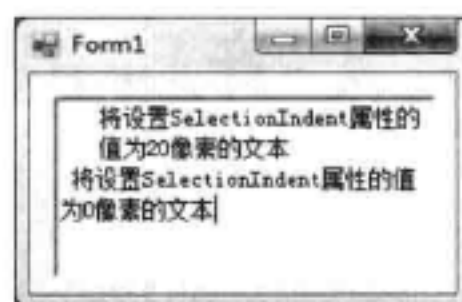 Form1
将设置SelectionIndent属性的
值为20像素的文本
将设置SelectionIndent属性的值
为0像素的文本